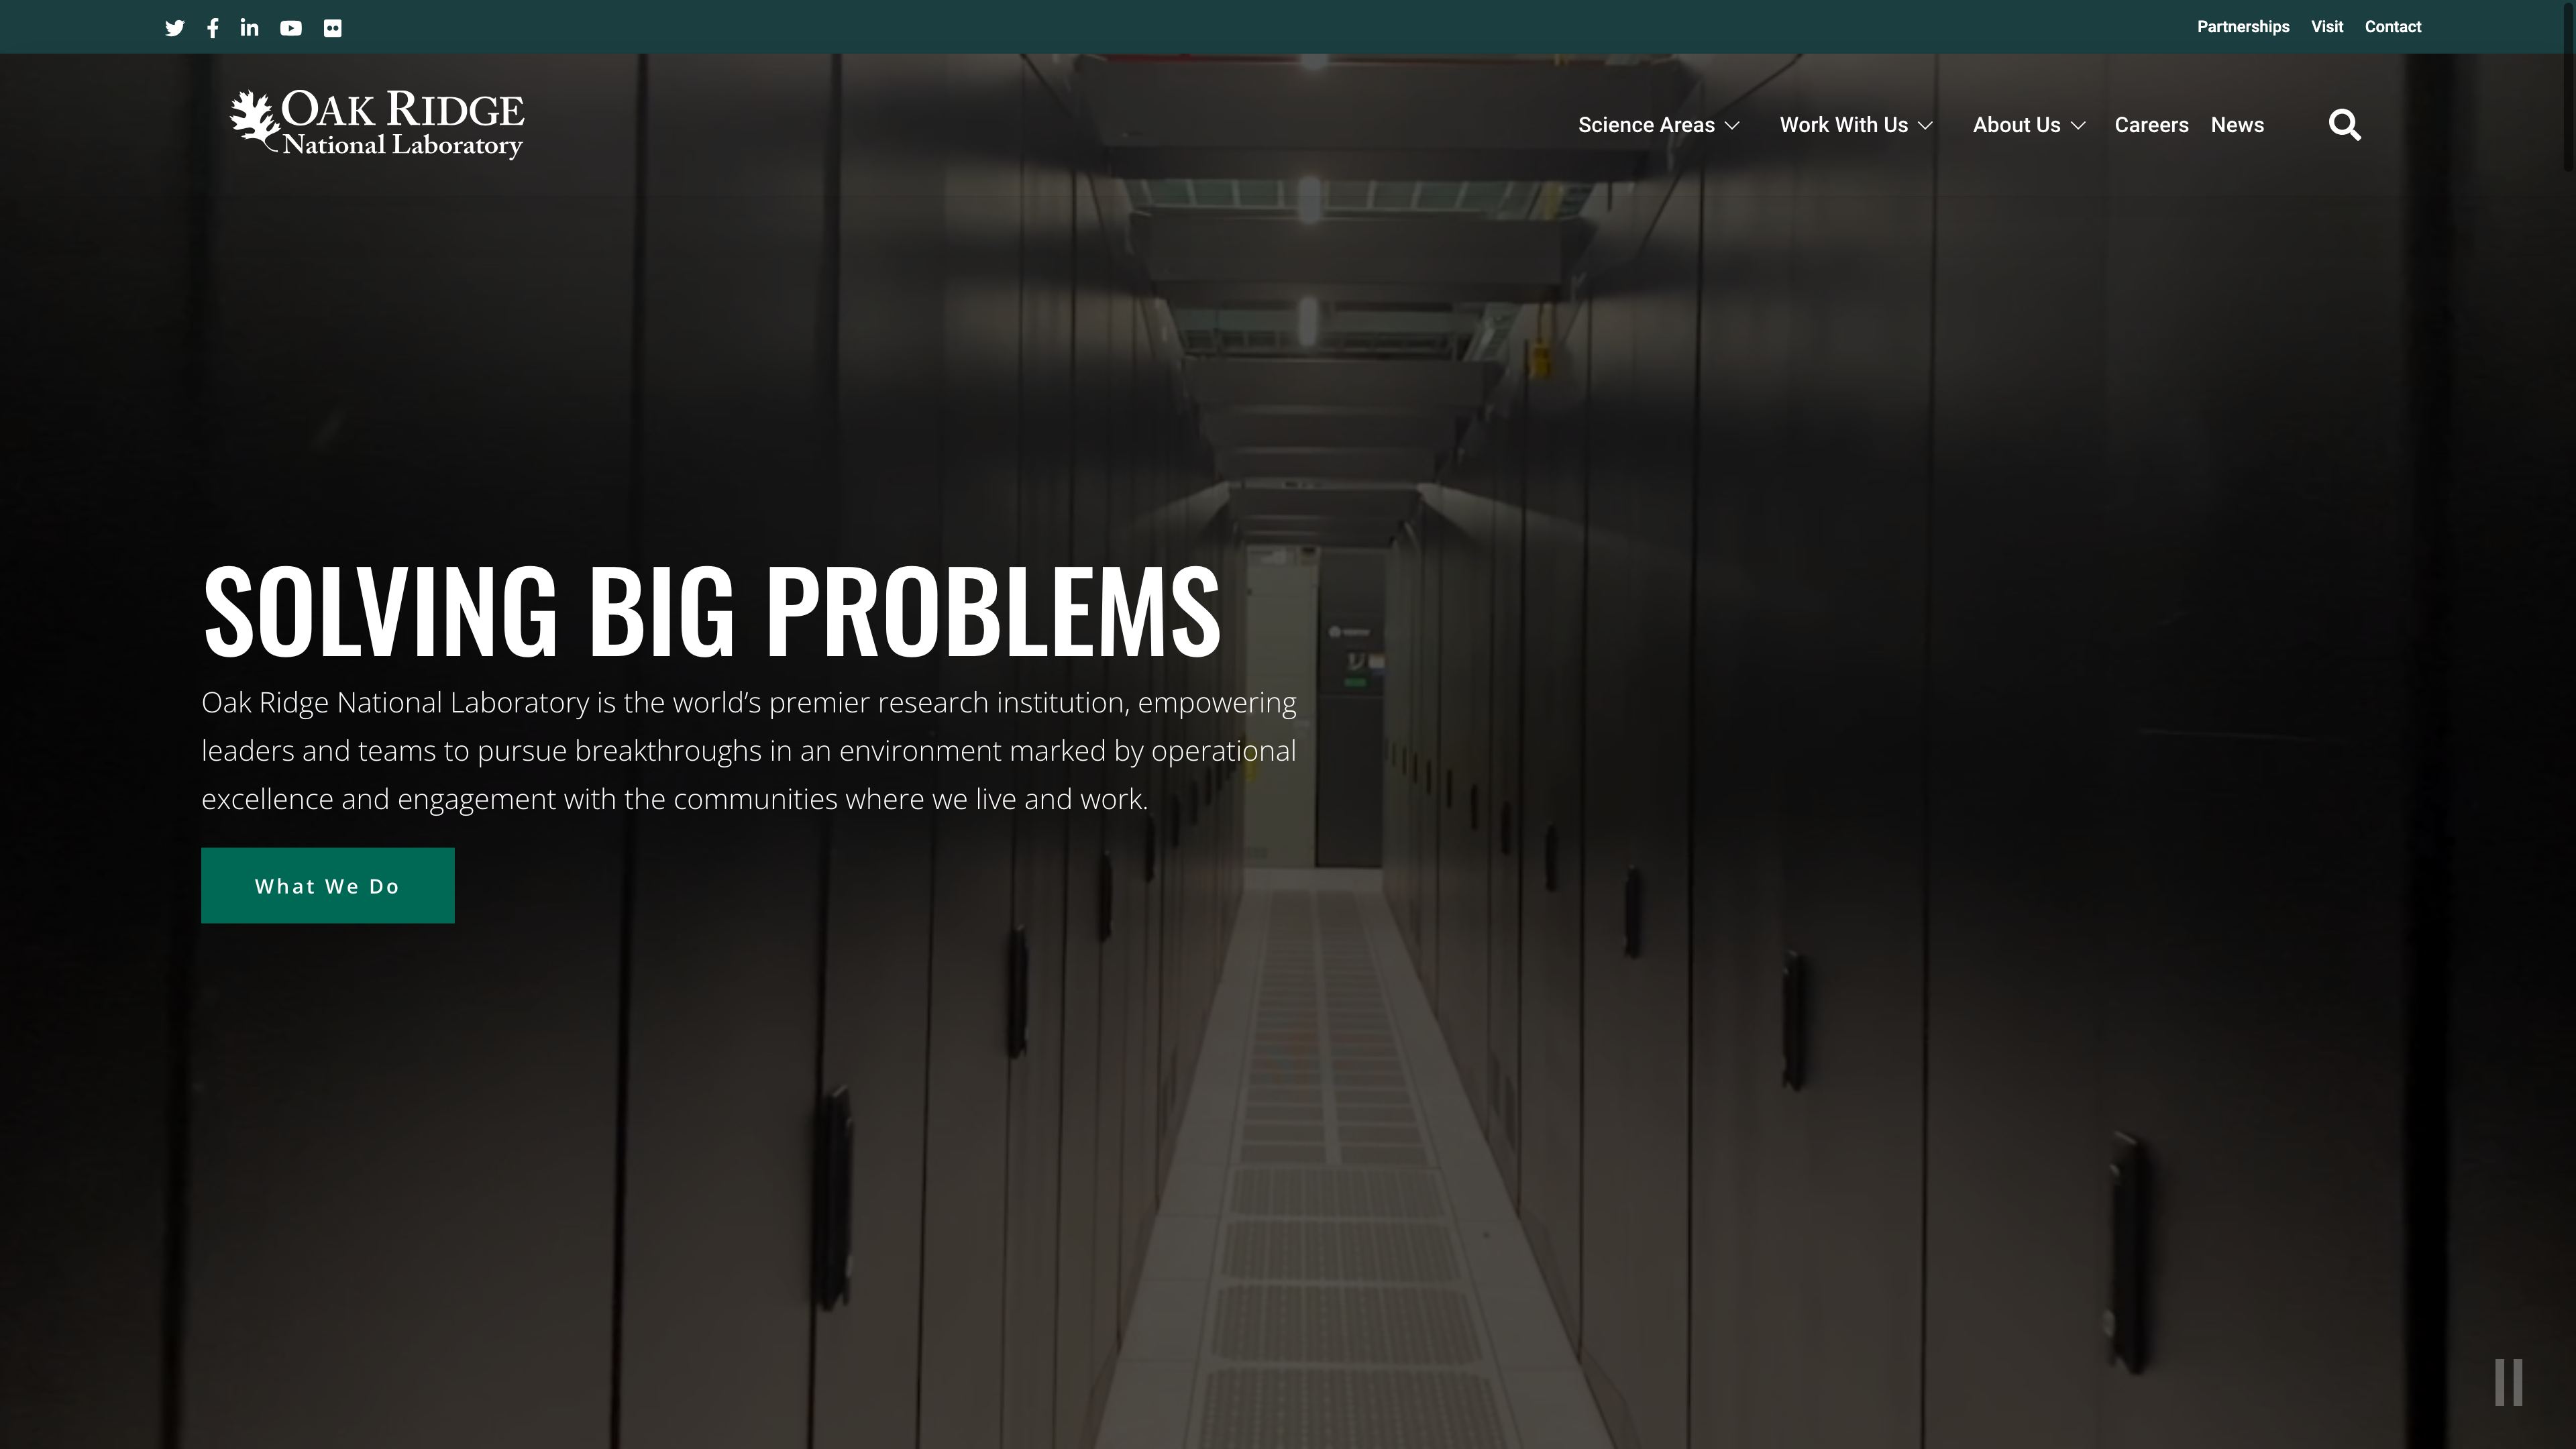 Partnerships Visit Contact
OAK RIDGE
National Laboratory
Science Areas Work With Us About Us Careers News
SOLVING BIG PROBLEMS
Oak Ridge National Laboratory is the world’s premier research institution, empowering
leaders and teams to pursue breakthroughs in an environment marked by operational
excellence and engagement with the communities where we live and work.
What We Do